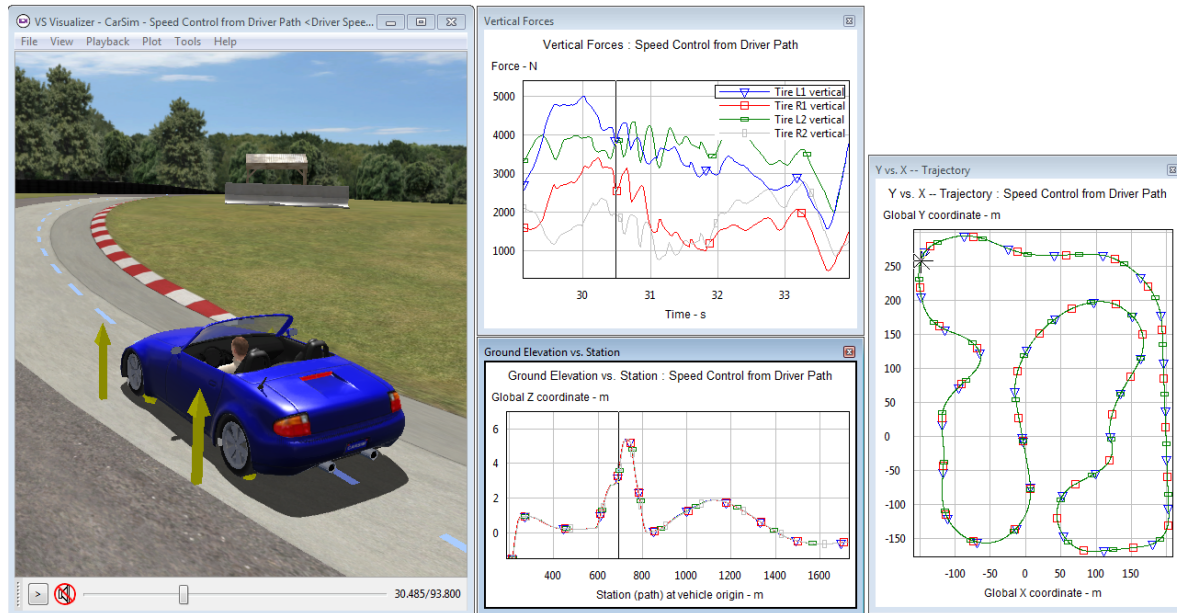 VS Visualizer - CarSim - Speed Control from Driver Path <Driver Spee...
File View Playback Plot Tools Help
30.485/93.800
Vertical Forces
Vertical Forces : Speed Control from Driver Path
Force - N
Tire L1 vertical
Tire R1 vertical
Tire L2 vertical
Tire R2 vertical
5000
4000
3000
2000
1000
30 31 32 33
Time - s
Ground Elevation vs. Station
Ground Elevation vs. Station : Speed Control from Driver Path
Global Z coordinate - m
6
4
2
0
400 600 800 1000 1200 1400 1600
Station (path) at vehicle origin - m
Y vs. X -- Trajectory
Y vs. X -- Trajectory : Speed Control from Driver Path
Global Y coordinate - m
250
200
150
100
50
0
-50
-100
-150
-100 -50 0 50 100 150
Global X coordinate - m